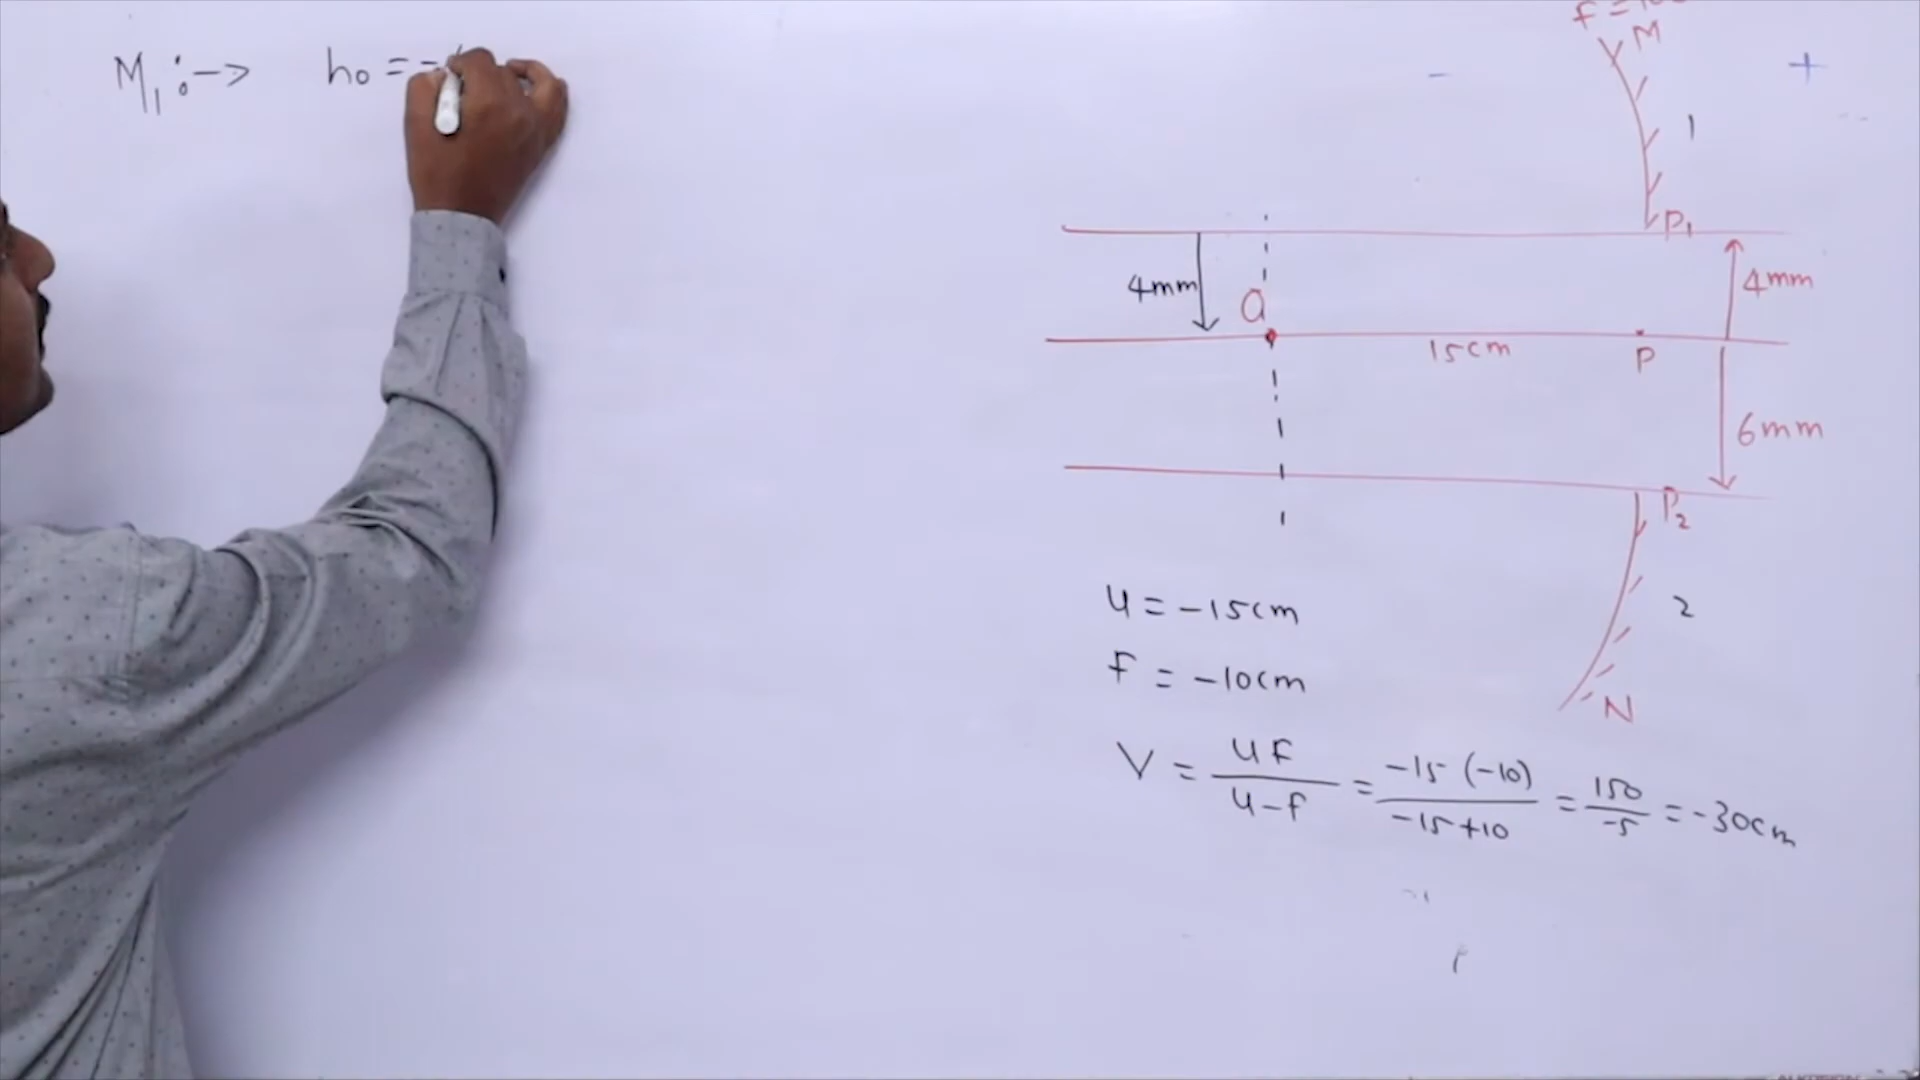 M₁ :→ h₀ = -
f = 10
M
-
+
1
P₁
4mm
4mm
O
15cm
P
6mm
P₂
2
N
u = -15cm
f = -10cm
V = uf/u-f = -15(-10)/-15+10 = 150/-5 = -30cm